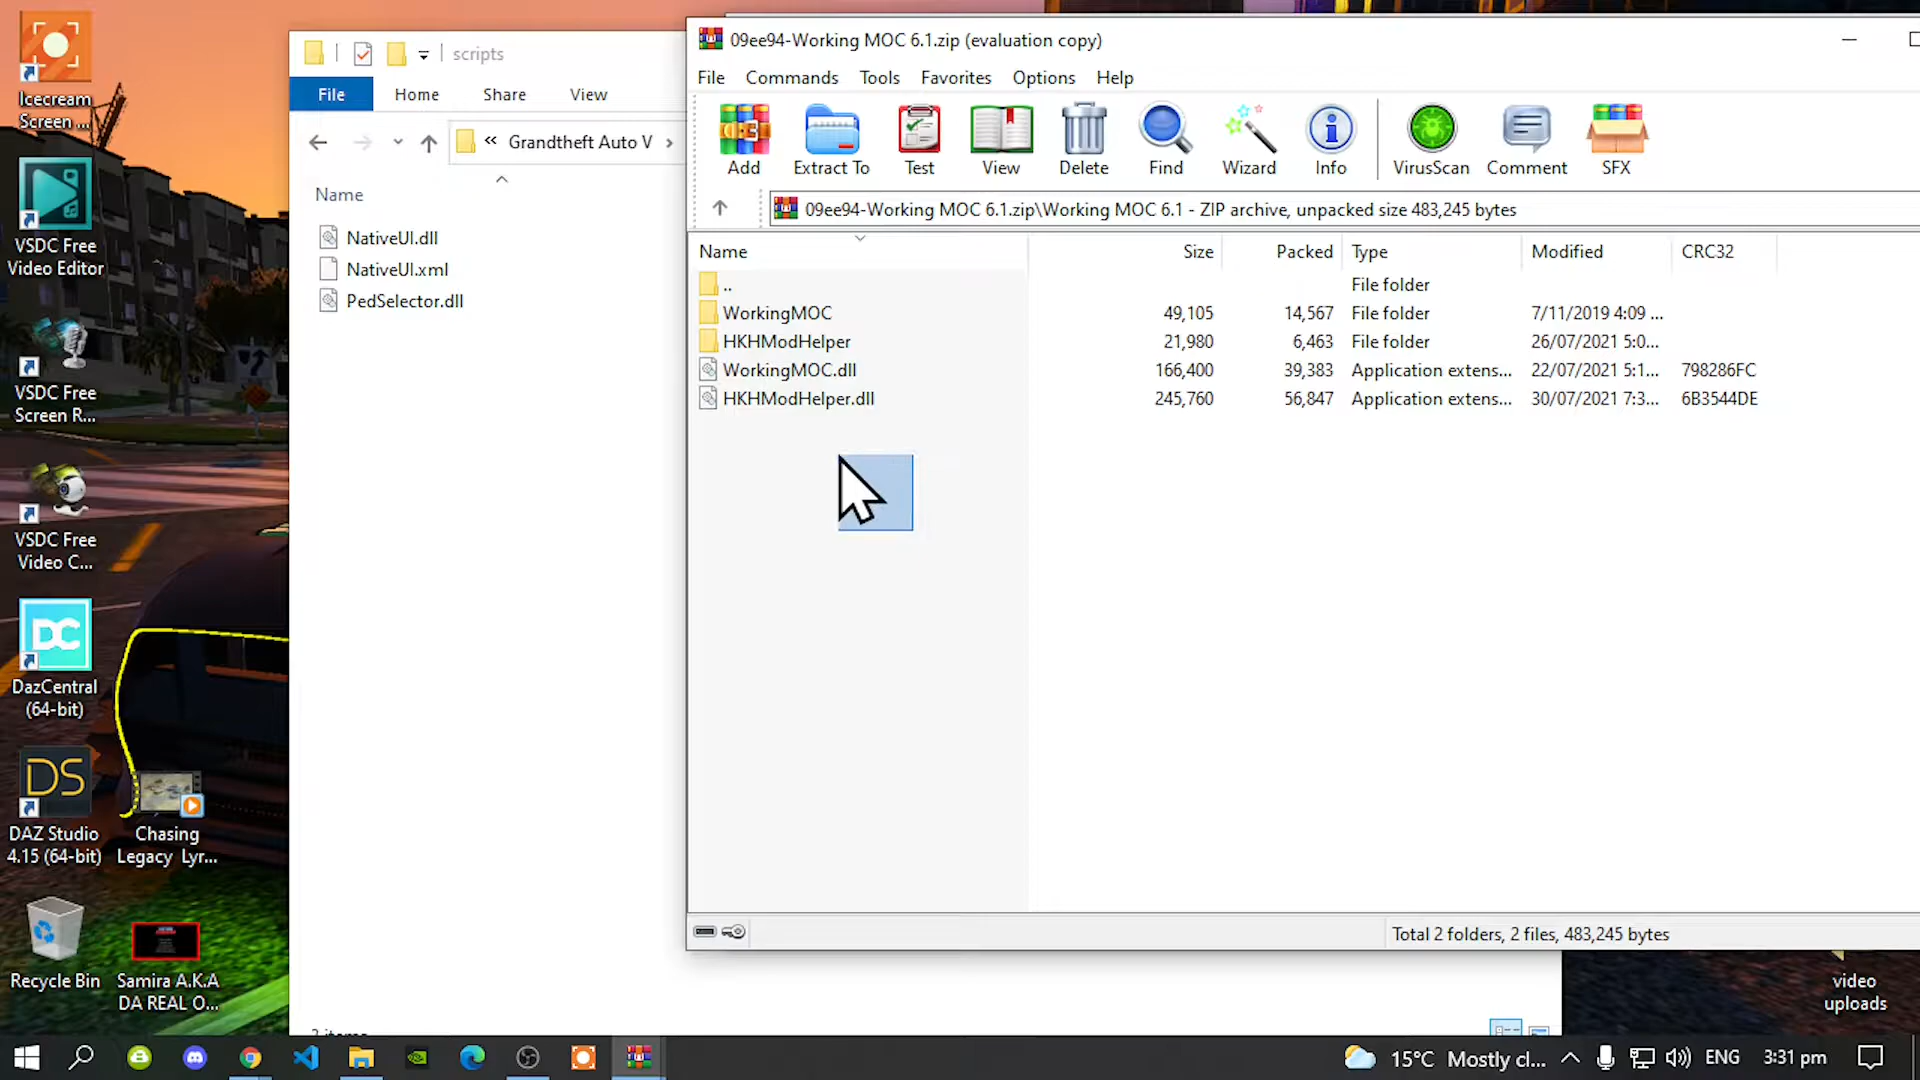 Icecream
Screen ...
VSDC Free
Video Editor
VSDC Free
Screen R...
VSDC Free
Video C...
DC
DazCentral
(64-bit)
DS
DAZ Studio
4.15 (64-bit)
Chasing
Legacy Lyr...
Recycle Bin
Samira A.K.A
DA REAL O...
scripts
File Home Share View
« Grandtheft Auto V
Name
NativeUI.dll
NativeUI.xml
PedSelector.dll
09ee94-Working MOC 6.1.zip (evaluation copy)
File Commands Tools Favorites Options Help
Add Extract To Test View Delete Find Wizard Info VirusScan Comment SFX
09ee94-Working MOC 6.1.zip\Working MOC 6.1 - ZIP archive, unpacked size 483,245 bytes
Name Size Packed Type Modified CRC32
.. File folder
WorkingMOC 49,105 14,567 File folder 7/11/2019 4:09 ...
HKHModHelper 21,980 6,463 File folder 26/07/2021 5:0...
WorkingMOC.dll 166,400 39,383 Application extens... 22/07/2021 5:1... 798286FC
HKHModHelper.dll 245,760 56,847 Application extens... 30/07/2021 7:3... 6B3544DE
Total 2 folders, 2 files, 483,245 bytes
video
uploads
15°C Mostly cl... ENG 3:31 pm